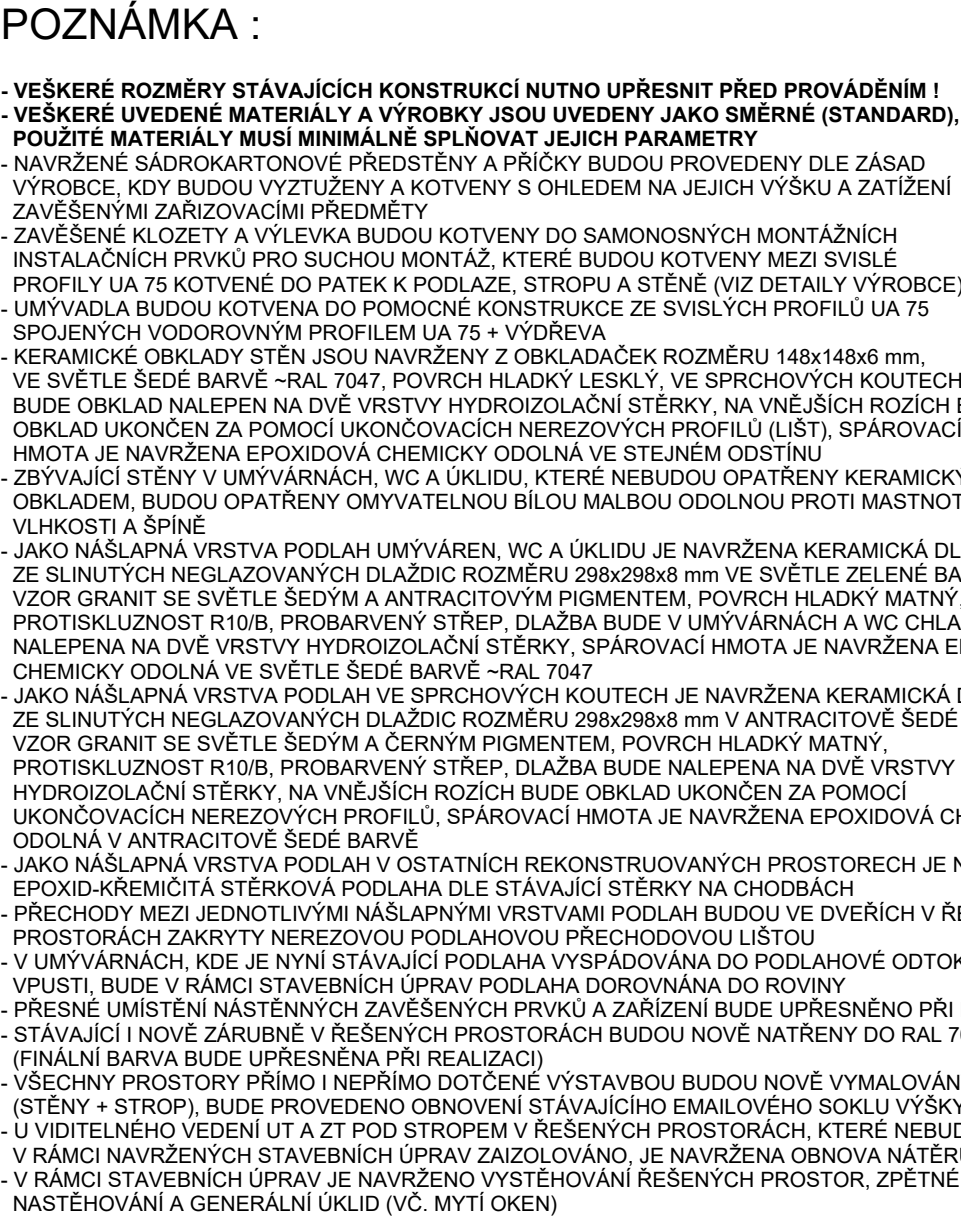 POZNÁMKA :
- VEŠKERÉ ROZMĚRY STÁVAJÍCÍCH KONSTRUKCÍ NUTNO UPŘESNIT PŘED PROVÁDĚNÍM !
- VEŠKERÉ UVEDENÉ MATERIÁLY A VÝROBKY JSOU UVEDENY JAKO SMĚRNÉ (STANDARD),
POUŽITÉ MATERIÁLY MUSÍ MINIMÁLNĚ SPLŇOVAT JEJICH PARAMETRY
- NAVRŽENÉ SÁDROKARTONOVÉ PŘEDSTĚNY A PŘÍČKY BUDOU PROVEDENY DLE ZÁSAD
VÝROBCE, KDY BUDOU VYZTUŽENY A KOTVENY S OHLEDEM NA JEJICH VÝŠKU A ZATÍŽENÍ
ZAVĚŠENÝMI ZAŘIZOVACÍMI PŘEDMĚTY
- ZAVĚŠENÉ KLOZETY A VÝLEVKA BUDOU KOTVENY DO SAMONOSNÝCH MONTÁŽNÍCH
INSTALAČNÍCH PRVKŮ PRO SUCHOU MONTÁŽ, KTERÉ BUDOU KOTVENY MEZI SVISLÉ
PROFILY UA 75 KOTVENÉ DO PATEK K PODLAZE, STROPU A STĚNĚ (VIZ DETAILY VÝROBCE)
- UMÝVADLA BUDOU KOTVENA DO POMOCNÉ KONSTRUKCE ZE SVISLÝCH PROFILŮ UA 75
SPOJENÝCH VODOROVNÝM PROFILEM UA 75 + VÝDŘEVA
- KERAMICKÉ OBKLADY STĚN JSOU NAVRŽENY Z OBKLADAČEK ROZMĚRU 148x148x6 mm,
VE SVĚTLE ŠEDÉ BARVĚ ~RAL 7047, POVRCH HLADKÝ LESKLÝ, VE SPRCHOVÝCH KOUTECH
BUDE OBKLAD NALEPEN NA DVĚ VRSTVY HYDROIZOLAČNÍ STĚRKY, NA VNĚJŠÍCH ROZÍCH
OBKLAD UKONČEN ZA POMOCÍ UKONČOVACÍCH NEREZOVÝCH PROFILŮ (LIŠT), SPÁROVACÍ
HMOTA JE NAVRŽENA EPOXIDOVÁ CHEMICKY ODOLNÁ VE STEJNÉM ODSTÍNU
- ZBÝVAJÍCÍ STĚNY V UMÝVÁRNÁCH, WC A ÚKLIDU, KTERÉ NEBUDOU OPATŘENY KERAMICKÝ
OBKLADEM, BUDOU OPATŘENY OMYVATELNOU BÍLOU MALBOU ODOLNOU PROTI MASTNOT
VLHKOSTI A ŠPÍNĚ
- JAKO NÁŠLAPNÁ VRSTVA PODLAH UMÝVÁREN, WC A ÚKLIDU JE NAVRŽENA KERAMICKÁ DL
ZE SLINUTÝCH NEGLAZOVANÝCH DLAŽDIC ROZMĚRU 298x298x8 mm VE SVĚTLE ZELENÉ BA
VZOR GRANIT SE SVĚTLE ŠEDÝM A ANTRACITOVÝM PIGMENTEM, POVRCH HLADKÝ MATNÝ,
PROTISKLUZNOST R10/B, PROBARVENÝ STŘEP, DLAŽBA BUDE V UMÝVÁRNÁCH A WC CHLA
NALEPENA NA DVĚ VRSTVY HYDROIZOLAČNÍ STĚRKY, SPÁROVACÍ HMOTA JE NAVRŽENA
CHEMICKY ODOLNÁ VE SVĚTLE ŠEDÉ BARVĚ ~RAL 7047
- JAKO NÁŠLAPNÁ VRSTVA PODLAH VE SPRCHOVÝCH KOUTECH JE NAVRŽENA KERAMICKÁ
ZE SLINUTÝCH NEGLAZOVANÝCH DLAŽDIC ROZMĚRU 298x298x8 mm V ANTRACITOVĚ ŠEDÉ
VZOR GRANIT SE SVĚTLE ŠEDÝM A ČERNÝM PIGMENTEM, POVRCH HLADKÝ MATNÝ,
PROTISKLUZNOST R10/B, PROBARVENÝ STŘEP, DLAŽBA BUDE NALEPENA NA DVĚ VRSTVY
HYDROIZOLAČNÍ STĚRKY, NA VNĚJŠÍCH ROZÍCH BUDE OBKLAD UKONČEN ZA POMOCÍ
UKONČOVACÍCH NEREZOVÝCH PROFILŮ, SPÁROVACÍ HMOTA JE NAVRŽENA EPOXIDOVÁ CH
ODOLNÁ V ANTRACITOVĚ ŠEDÉ BARVĚ
- JAKO NÁŠLAPNÁ VRSTVA PODLAH V OSTATNÍCH REKONSTRUOVANÝCH PROSTORECH JE N
EPOXID-KŘEMIČITÁ STĚRKOVÁ PODLAHA DLE STÁVAJÍCÍ STĚRKY NA CHODBÁCH
- PŘECHODY MEZI JEDNOTLIVÝMI NÁŠLAPNÝMI VRSTVAMI PODLAH BUDOU VE DVEŘÍCH V ŘE
PROSTORÁCH ZAKRYTY NEREZOVOU PODLAHOVOU PŘECHODOVOU LIŠTOU
- V UMÝVÁRNÁCH, KDE JE NYNÍ STÁVAJÍCÍ PODLAHA VYSPÁDOVÁNA DO PODLAHOVÉ ODTOK
VPUSTI, BUDE V RÁMCI STAVEBNÍCH ÚPRAV PODLAHA DOROVNÁNA DO ROVINY
- PŘESNÉ UMÍSTĚNÍ NÁSTĚNNÝCH ZAVĚŠENÝCH PRVKŮ A ZAŘÍZENÍ BUDE UPŘESNĚNO PŘI
- STÁVAJÍCÍ I NOVĚ ZÁRUBNĚ V ŘEŠENÝCH PROSTORÁCH BUDOU NOVĚ NATŘENY DO RAL 7
(FINÁLNÍ BARVA BUDE UPŘESNĚNA PŘI REALIZACI)
- VŠECHNY PROSTORY PŘÍMO I NEPŘÍMO DOTČENÉ VÝSTAVBOU BUDOU NOVĚ VYMALOVÁN
(STĚNY + STROP), BUDE PROVEDENO OBNOVENÍ STÁVAJÍCÍHO EMAILOVÉHO SOKLU VÝŠKY
- U VIDITELNÉHO VEDENÍ UT A ZT POD STROPEM V ŘEŠENÝCH PROSTORÁCH, KTERÉ NEBUD
V RÁMCI NAVRŽENÝCH STAVEBNÍCH ÚPRAV ZAIZOLOVÁNO, JE NAVRŽENA OBNOVA NÁTĚRU
- V RÁMCI STAVEBNÍCH ÚPRAV JE NAVRŽENO VYSTĚHOVÁNÍ ŘEŠENÝCH PROSTOR, ZPĚTNÉ
NASTĚHOVÁNÍ A GENERÁLNÍ ÚKLID (VČ. MYTÍ OKEN)